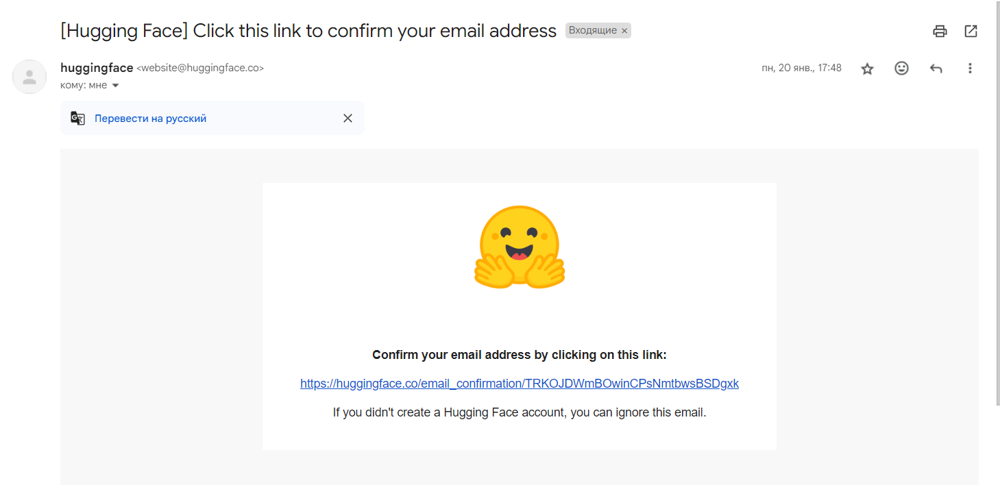 [Hugging Face] Click this link to confirm your email address Входящие ×
huggingface <website@huggingface.co> пн, 20 янв., 17:48
кому: мне
Перевести на русский
Confirm your email address by clicking on this link:
https://huggingface.co/email_confirmation/TRKOJDWmBOwinCPsNmtbwsBSDgxk
If you didn't create a Hugging Face account, you can ignore this email.